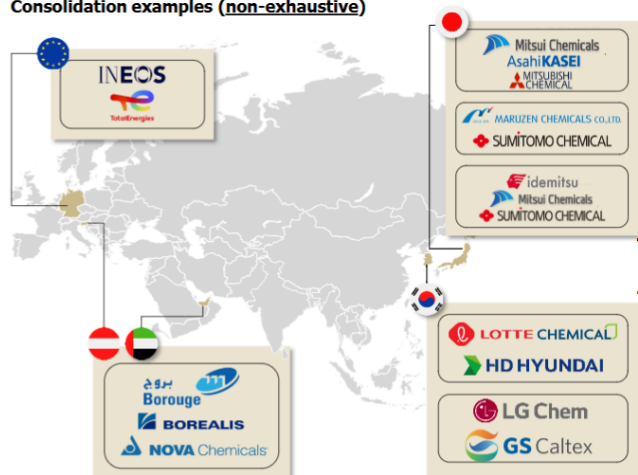 Consolidation examples (non-exhaustive)
INEOS
TotalEnergies
Mitsui Chemicals
AsahiKASEI
MITSUBISHI
CHEMICAL
MARUZEN CHEMICALS CO.,LTD.
SUMITOMO CHEMICAL
idemitsu
Mitsui Chemicals
SUMITOMO CHEMICAL
بروج
Borouge
BOREALIS
NOVA Chemicals
LOTTE CHEMICAL
HD HYUNDAI
LG Chem
GS Caltex